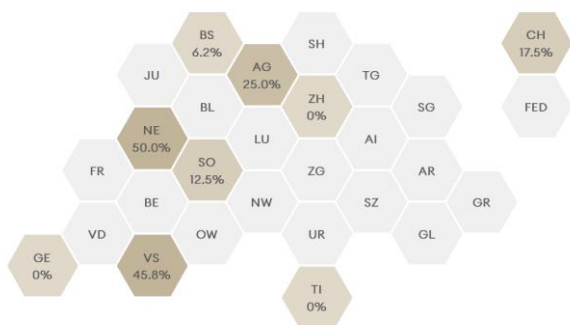 BS
6.2%
SH
CH
17.5%
JU
AG
25.0%
TG
BL
ZH
0%
SG
FED
NE
50.0%
LU
AI
FR
SO
12.5%
ZG
AR
BE
NW
SZ
GR
VD
OW
UR
GL
GE
0%
VS
45.8%
TI
0%